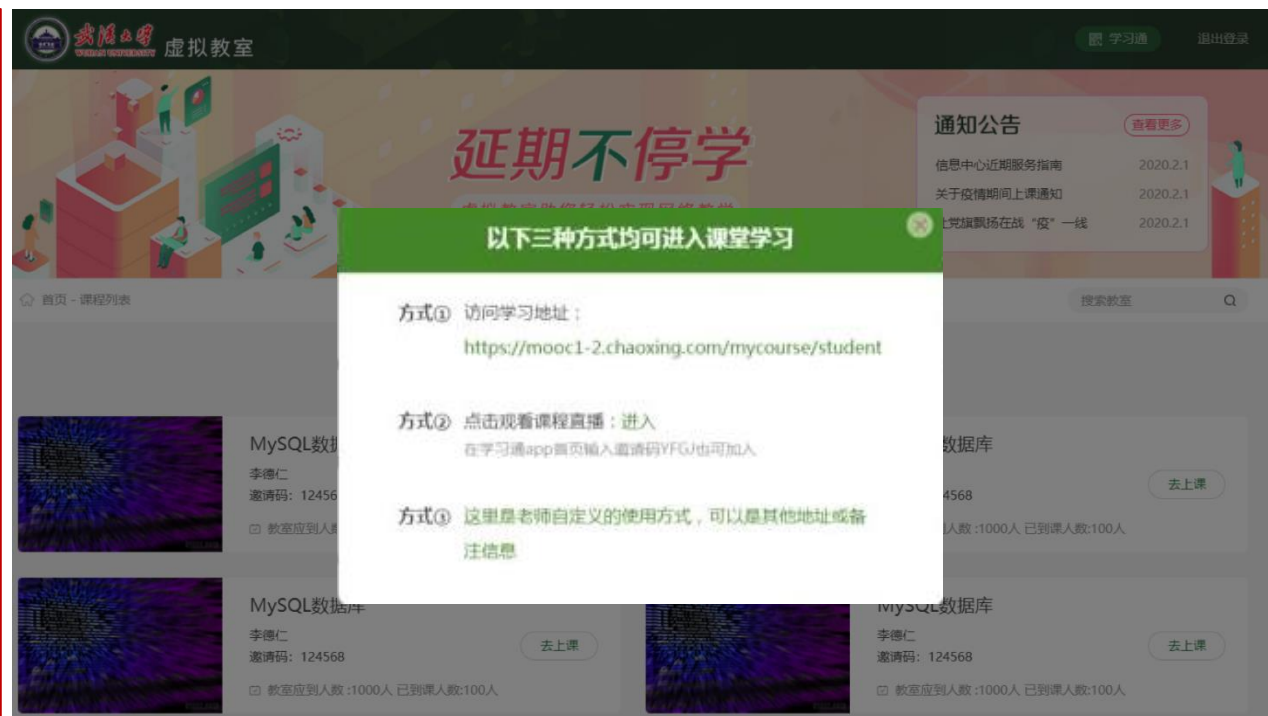 武汉大学
WUHAN UNIVERSITY
虚拟教室
学习通
退出登录
延期不停学
通知公告
查看更多
信息中心近期服务指南 2020.2.1
关于疫情期间上课通知 2020.2.1
让党旗飘扬在战“疫”一线 2020.2.1
以下三种方式均可进入课堂学习
首页 - 课程列表
搜索教室
方式① 访问学习地址：
https://mooc1-2.chaoxing.com/mycourse/student
方式② 点击观看课程直播：进入
在学习通app首页输入邀请码YFGJ也可加入
方式③ 这里是老师自定义的使用方式，可以是其他地址或备
注信息
MySQL数据
李德仁
邀请码：12456
教室应到人数
数据库
4568
人数 :1000人 已到课人数:100人
去上课
MySQL数据库
李德仁
邀请码：124568
教室应到人数 :1000人 已到课人数:100人
去上课
MySQL数据库
李德仁
邀请码：124568
教室应到人数 :1000人 已到课人数:100人
去上课